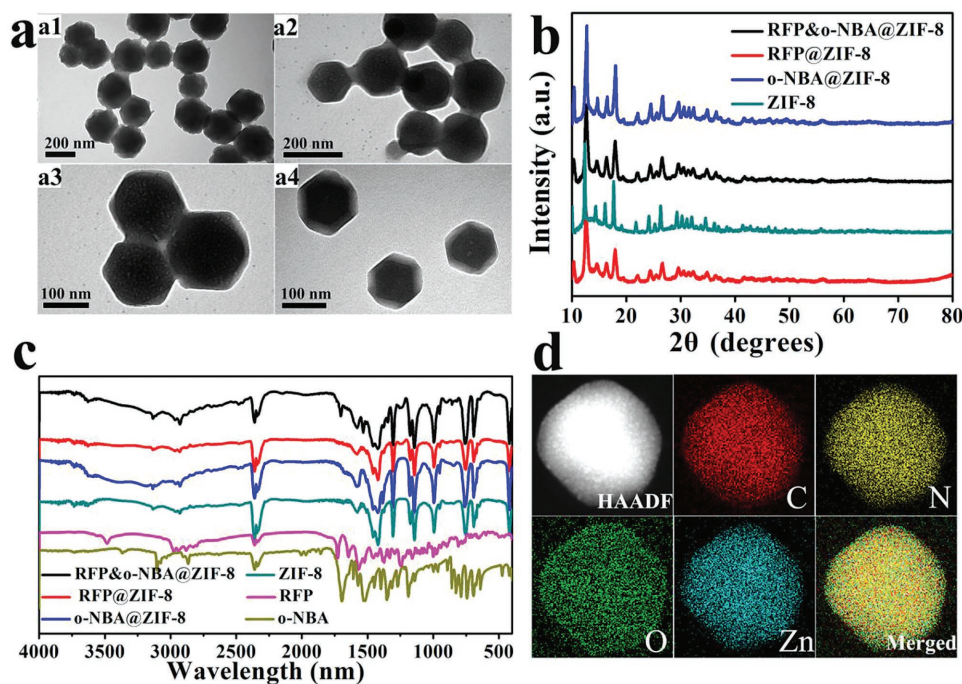 a
a1
200 nm
a2
200 nm
a3
100 nm
a4
100 nm
b
Intensity (a.u.)
RFP&o-NBA@ZIF-8
RFP@ZIF-8
o-NBA@ZIF-8
ZIF-8
10 20 30 40 50 60 70 80
2θ (degrees)
c
RFP&o-NBA@ZIF-8
RFP@ZIF-8
o-NBA@ZIF-8
ZIF-8
RFP
o-NBA
4000 3500 3000 2500 2000 1500 1000 500
Wavelength (nm)
d
HAADF
C
N
O
Zn
Merged